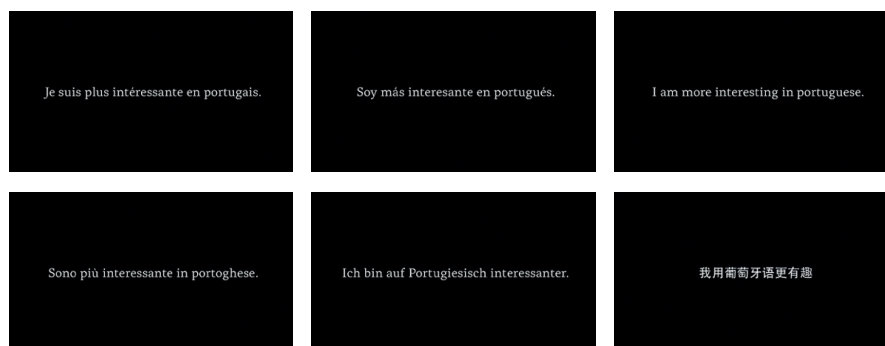 Je suis plus intéressante en portugais.
Soy más interesante en portugués.
I am more interesting in portuguese.
Sono più interessante in portoghese.
Ich bin auf Portugiesisch interessanter.
我用葡萄牙语更有趣